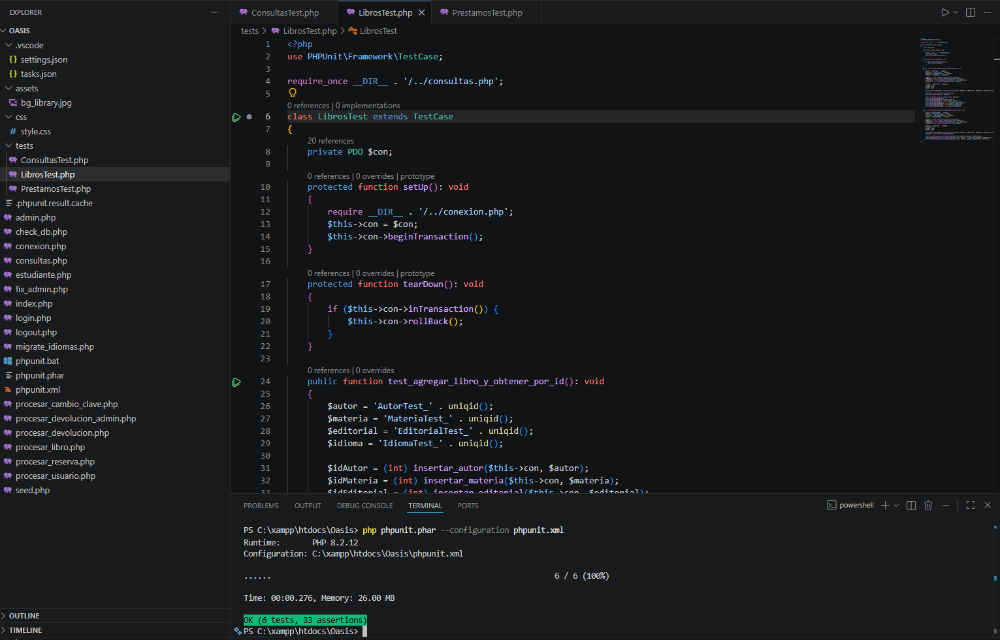 EXPLORER
OASIS
.vscode
settings.json
tasks.json
assets
bg_library.jpg
css
style.css
tests
ConsultasTest.php
LibrosTest.php
PrestamosTest.php
.phpunit.result.cache
admin.php
check_db.php
conexion.php
consultas.php
estudiante.php
fix_admin.php
index.php
login.php
logout.php
migrate_idiomas.php
phpunit.bat
phpunit.phar
phpunit.xml
procesar_cambio_clave.php
procesar_devolucion_admin.php
procesar_devolucion.php
procesar_libro.php
procesar_reserva.php
procesar_usuario.php
seed.php
OUTLINE
TIMELINE
ConsultasTest.php LibrosTest.php PrestamosTest.php
tests > LibrosTest.php > LibrosTest
1 <?php
2 use PHPUnit\Framework\TestCase;
3
4 require_once __DIR__ . '/../consultas.php';
5
0 references | 0 implementations
6 class LibrosTest extends TestCase
7 {
20 references
8 private PDO $con;
9
0 references | 0 overrides | prototype
10 protected function setUp(): void
11 {
12 require __DIR__ . '/../conexion.php';
13 $this->con = $con;
14 $this->con->beginTransaction();
15 }
16
0 references | 0 overrides | prototype
17 protected function tearDown(): void
18 {
19 if ($this->con->inTransaction()) {
20 $this->con->rollBack();
21 }
22 }
23
0 references | 0 overrides
24 public function test_agregar_libro_y_obtener_por_id(): void
25 {
26 $autor = 'AutorTest_' . uniqid();
27 $materia = 'MateriaTest_' . uniqid();
28 $editorial = 'EditorialTest_' . uniqid();
29 $idioma = 'IdiomaTest_' . uniqid();
30
31 $idAutor = (int) insertar_autor($this->con, $autor);
32 $idMateria = (int) insertar_materia($this->con, $materia);
33 $idEditorial = (int) insertar_editorial($this->con, $editorial);
PROBLEMS OUTPUT DEBUG CONSOLE TERMINAL PORTS
powershell
PS C:\xampp\htdocs\Oasis> php phpunit.phar --configuration phpunit.xml
Runtime: PHP 8.2.12
Configuration: C:\xampp\htdocs\Oasis\phpunit.xml
...... 6 / 6 (100%)
Time: 00:00.276, Memory: 26.00 MB
OK (6 tests, 33 assertions)
PS C:\xampp\htdocs\Oasis>